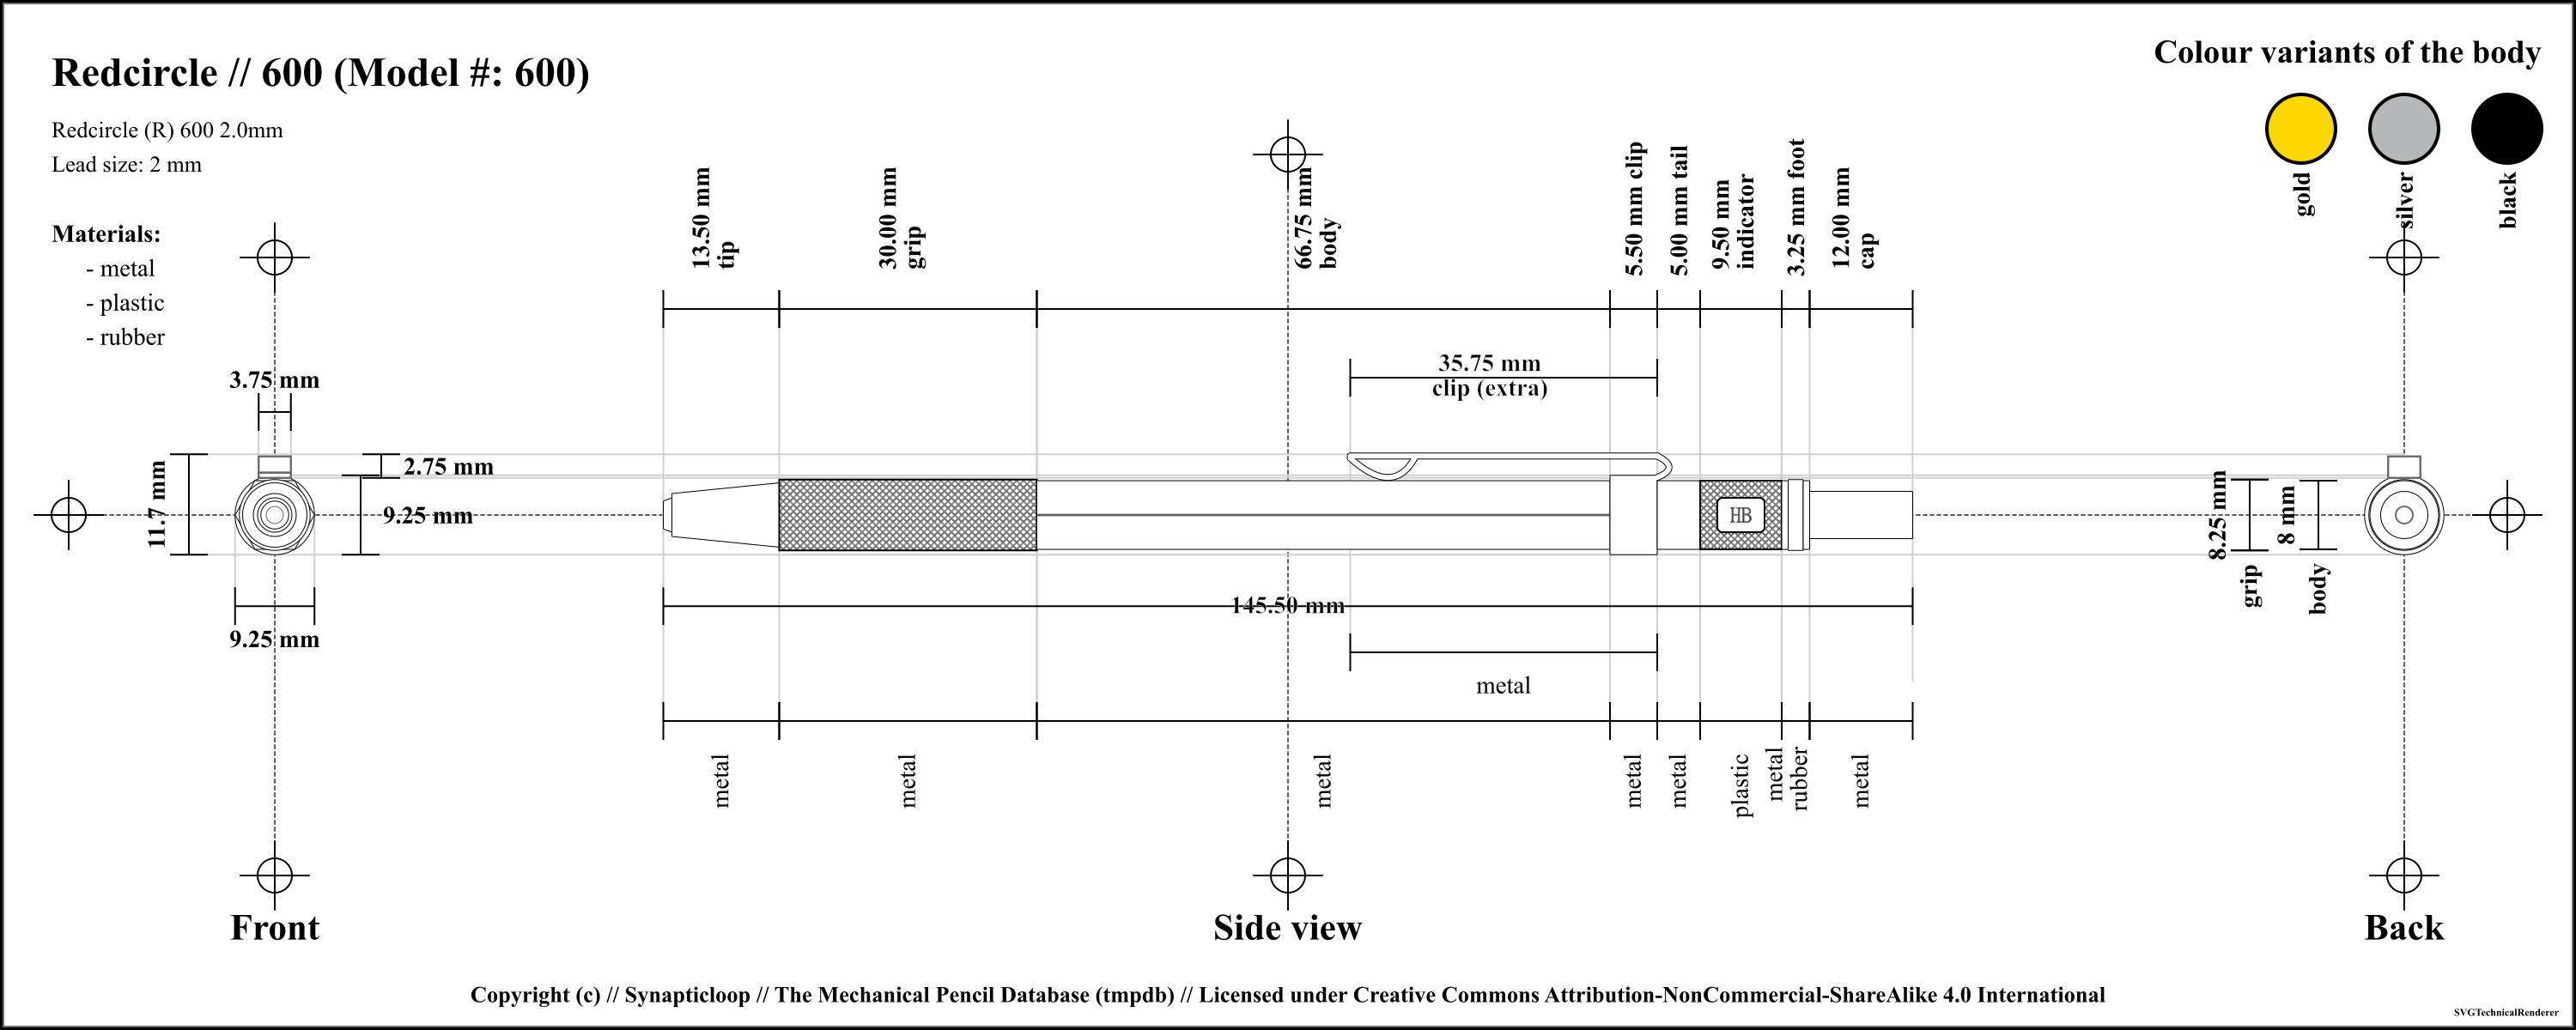 Redcircle // 600 (Model #: 600)
Redcircle (R) 600 2.0mm
Lead size: 2 mm
Materials:
- metal
- plastic
- rubber
Colour variants of the body
gold
silver
black
13.50 mm
tip
30.00 mm
grip
66.75 mm
body
5.50 mm clip
5.00 mm tail
9.50 mm
indicator
3.25 mm foot
12.00 mm
cap
35.75 mm
clip (extra)
3.75 mm
2.75 mm
11.7 mm
9.25 mm
9.25 mm
HB
8.25 mm
grip
8 mm
body
145.50 mm
metal
metal
metal
metal
metal
metal
plastic
metal
rubber
metal
Front
Side view
Back
Copyright (c) // Synapticloop // The Mechanical Pencil Database (tmpdb) // Licensed under Creative Commons Attribution-NonCommercial-ShareAlike 4.0 International
SVGTechnicalRenderer